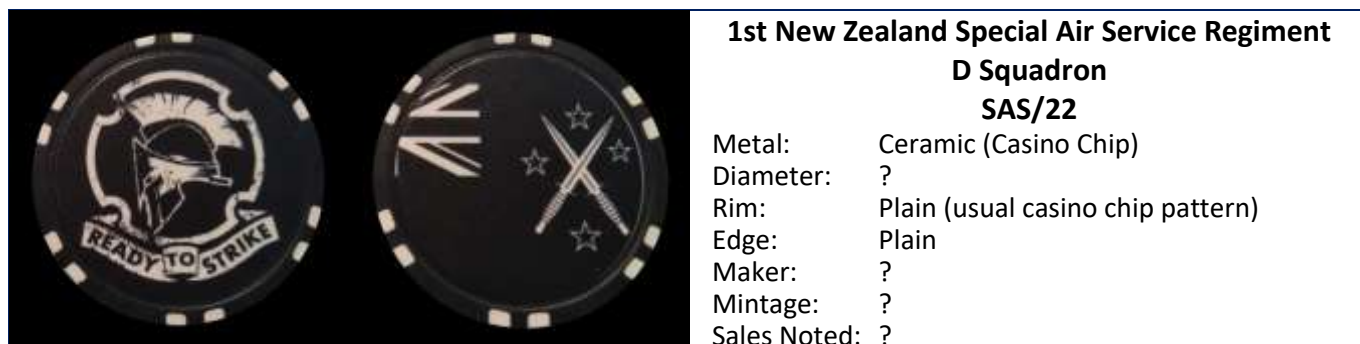 READY TO STRIKE
1st New Zealand Special Air Service Regiment
D Squadron
SAS/22
Metal: Ceramic (Casino Chip)
Diameter: ?
Rim: Plain (usual casino chip pattern)
Edge: Plain
Maker: ?
Mintage: ?
Sales Noted: ?